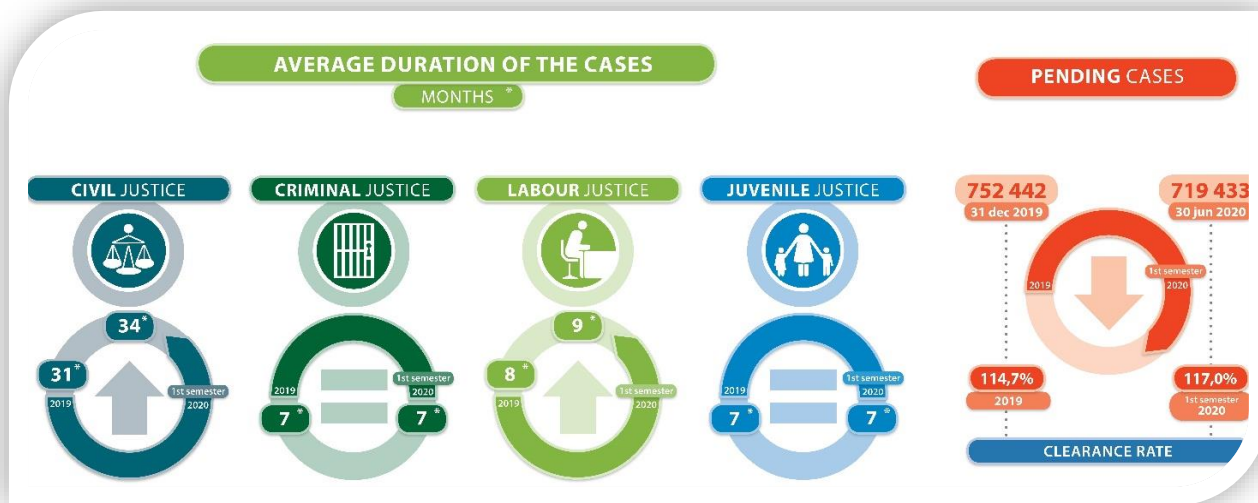 AVERAGE DURATION OF THE CASES
MONTHS *
PENDING CASES
CIVIL JUSTICE
CRIMINAL JUSTICE
LABOUR JUSTICE
JUVENILE JUSTICE
34 *
31 *
2019
1st semester
2020
2019
1st semester
2020
7 *
7 *
9 *
8 *
2019
1st semester
2020
2019
1st semester
2020
7 *
7 *
752 442
31 dec 2019
719 433
30 jun 2020
2019
1st semester
2020
114,7%
2019
117,0%
1st semester
2020
CLEARANCE RATE